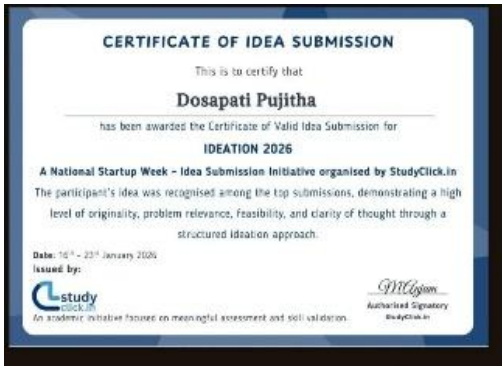 CERTIFICATE OF IDEA SUBMISSION
This is to certify that
Dosapati Pujitha
has been awarded the Certificate of Valid Idea Submission for
IDEATION 2026
A National Startup Week – Idea Submission Initiative organised by StudyClick.in
The participant's idea was recognised among the top submissions, demonstrating a high
level of originality, problem relevance, feasibility, and clarity of thought through a
structured ideation approach.
Date: 16th - 23rd January 2026
Issued by:
study
click.in
An academic initiative focused on meaningful assessment and skill validation.
Authorised Signatory
StudyClick.in